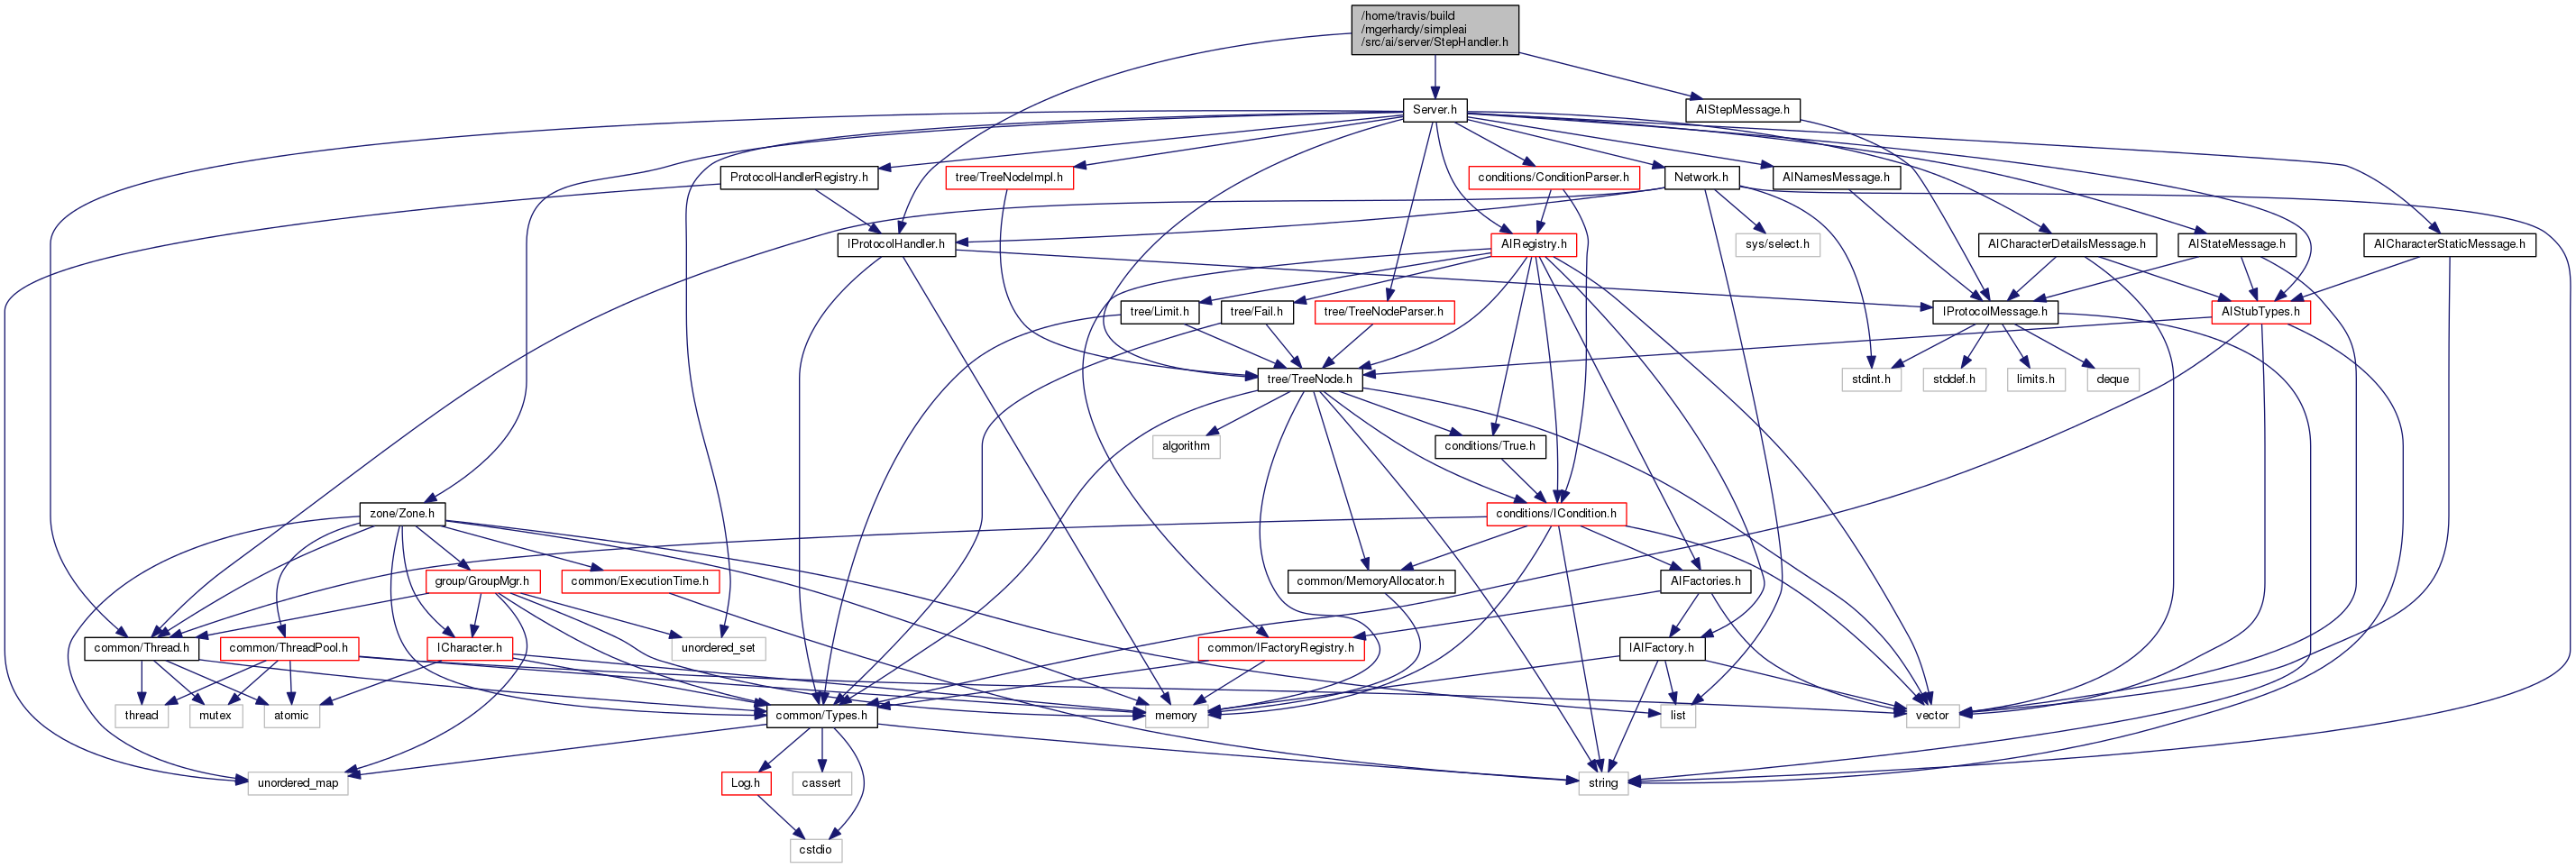 /home/travis/build
/mgerhardy/simpleai
/src/ai/server/StepHandler.h
Server.h
AIStepMessage.h
ProtocolHandlerRegistry.h
tree/TreeNodeImpl.h
conditions/ConditionParser.h
Network.h
AINamesMessage.h
IProtocolHandler.h
AIRegistry.h
sys/select.h
AICharacterDetailsMessage.h
AIStateMessage.h
AICharacterStaticMessage.h
tree/Limit.h
tree/Fail.h
tree/TreeNodeParser.h
IProtocolMessage.h
AIStubTypes.h
tree/TreeNode.h
stdint.h
stddef.h
limits.h
deque
algorithm
conditions/True.h
zone/Zone.h
conditions/ICondition.h
group/GroupMgr.h
common/ExecutionTime.h
common/MemoryAllocator.h
AIFactories.h
common/Thread.h
common/ThreadPool.h
ICharacter.h
unordered_set
common/IFactoryRegistry.h
IAIFactory.h
thread
mutex
atomic
common/Types.h
memory
list
vector
unordered_map
Log.h
cassert
string
cstdio